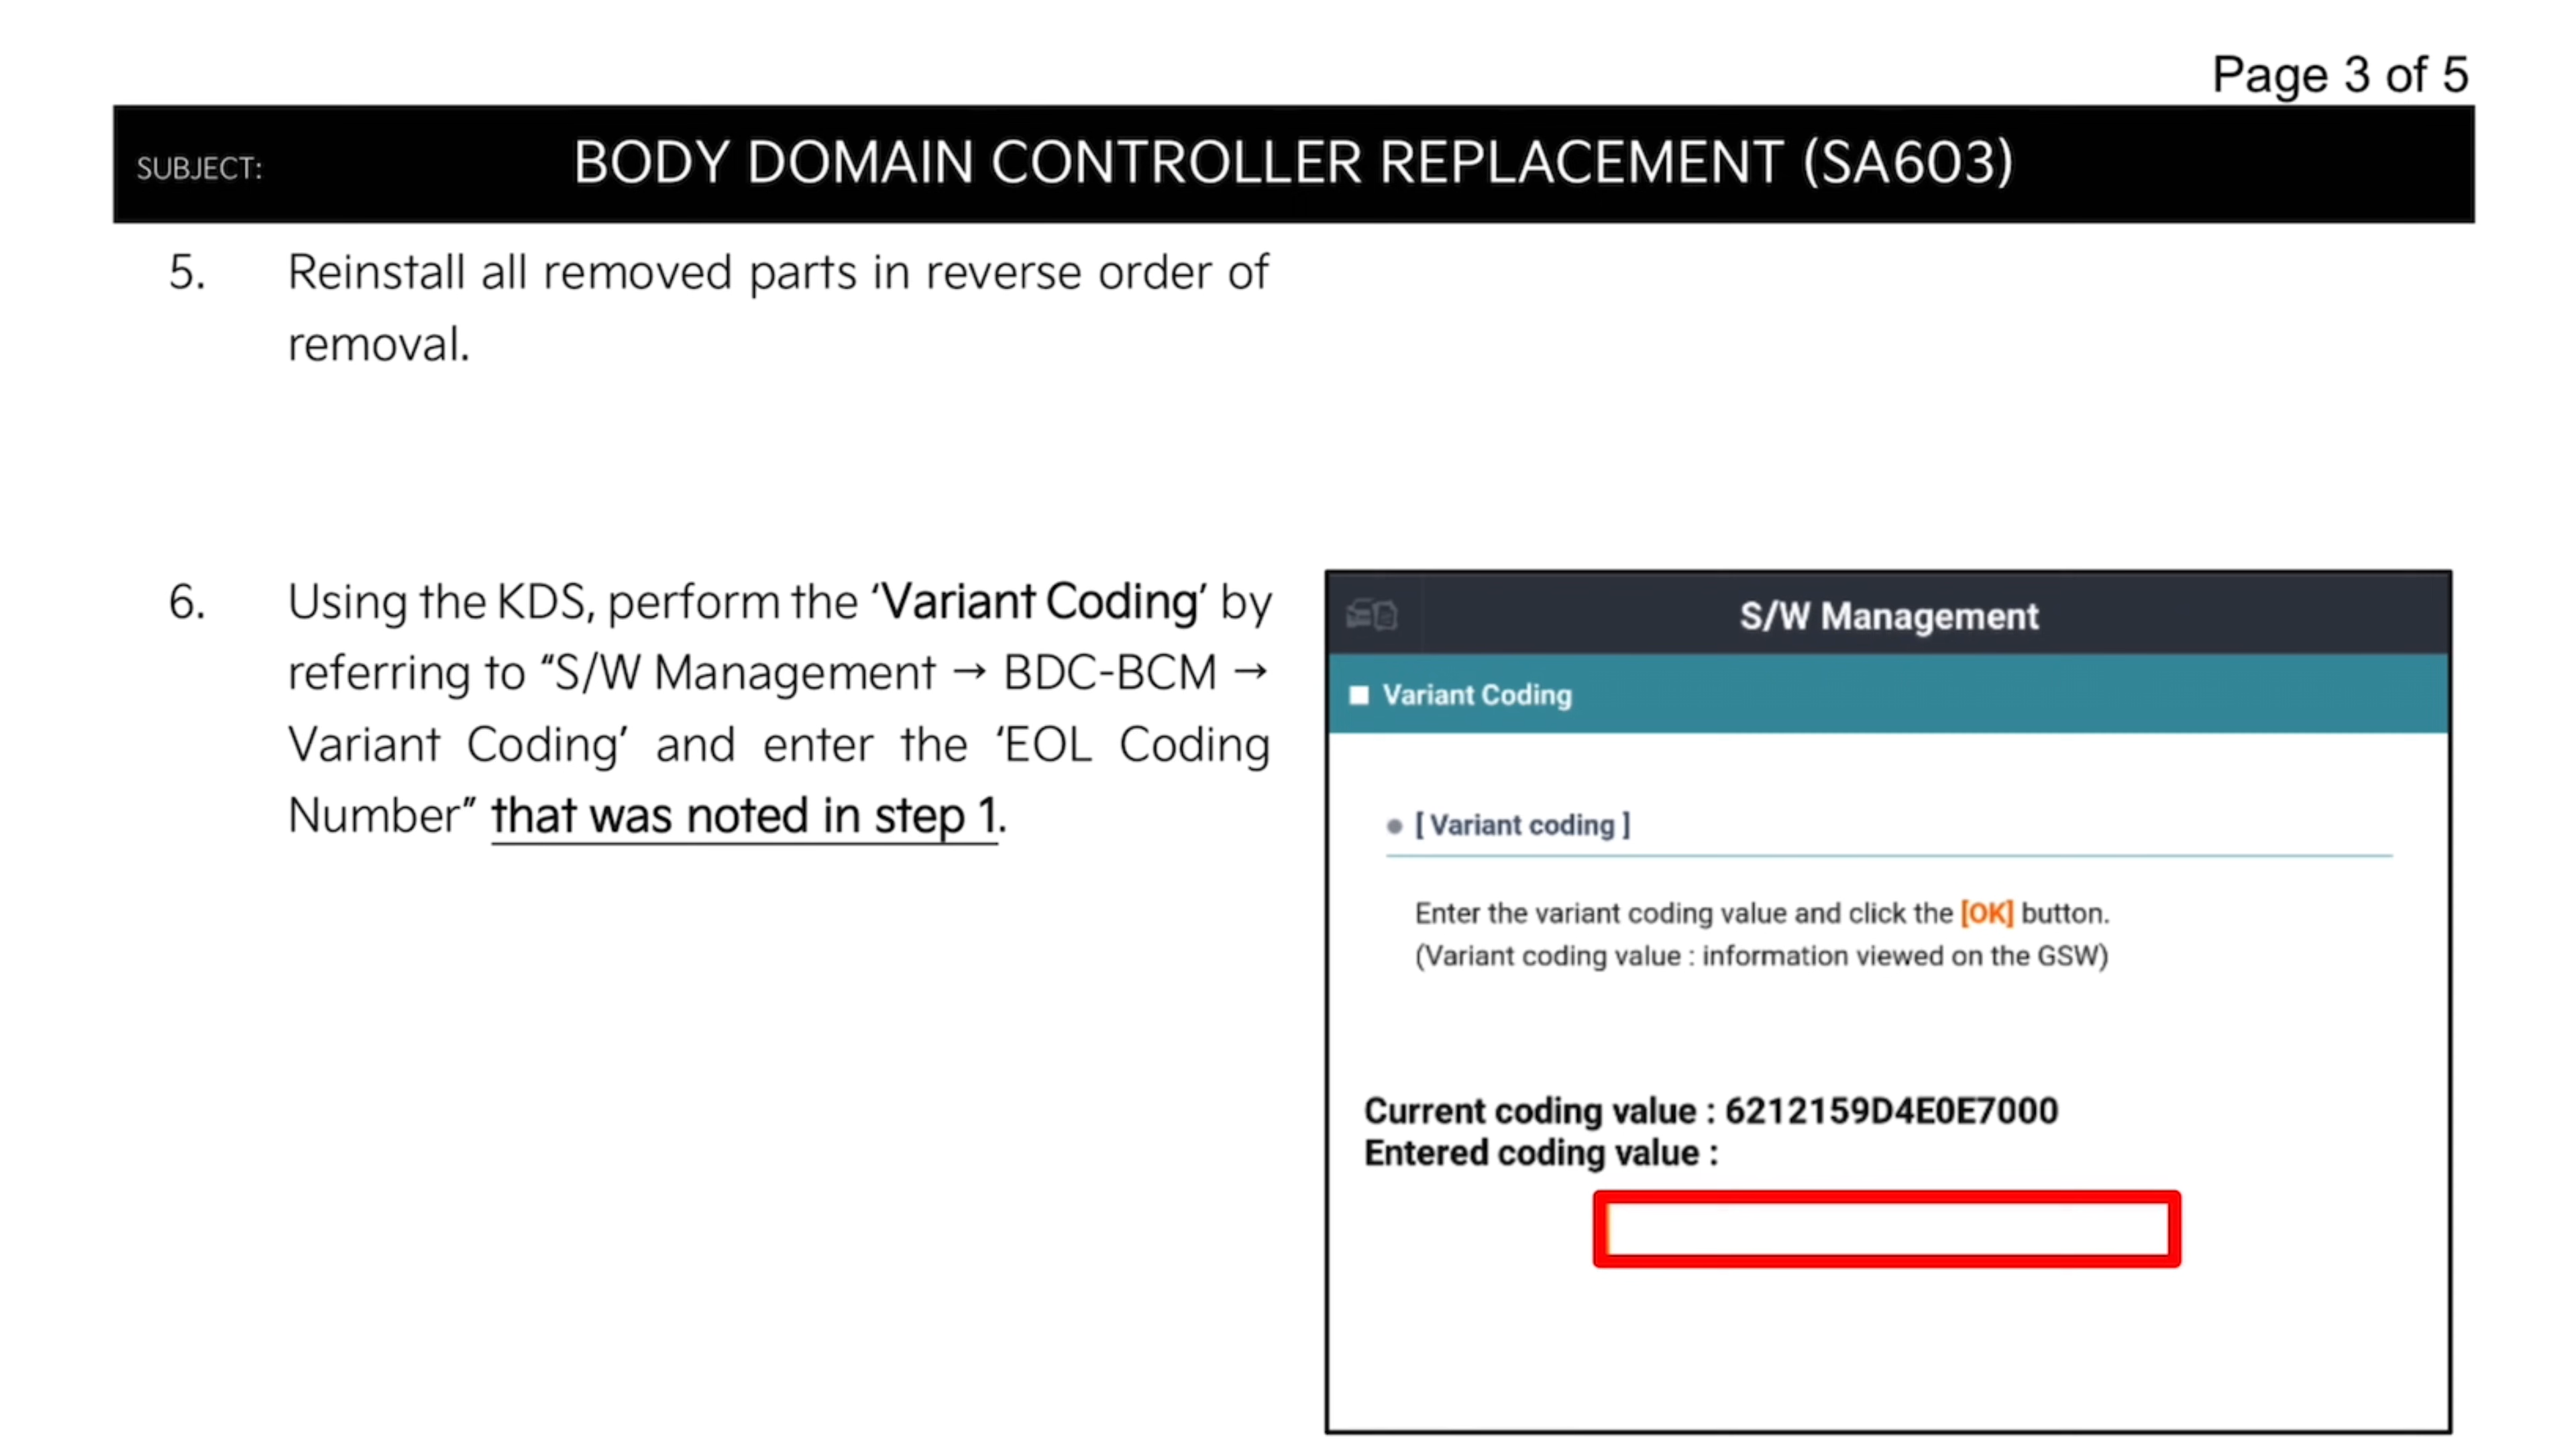 Page 3 of 5
SUBJECT: BODY DOMAIN CONTROLLER REPLACEMENT (SA603)
5. Reinstall all removed parts in reverse order of
removal.
6. Using the KDS, perform the ‘Variant Coding’ by
referring to “S/W Management → BDC-BCM →
Variant Coding’ and enter the ‘EOL Coding
Number” that was noted in step 1.
S/W Management
Variant Coding
[ Variant coding ]
Enter the variant coding value and click the [OK] button.
(Variant coding value : information viewed on the GSW)
Current coding value : 6212159D4E0E7000
Entered coding value :